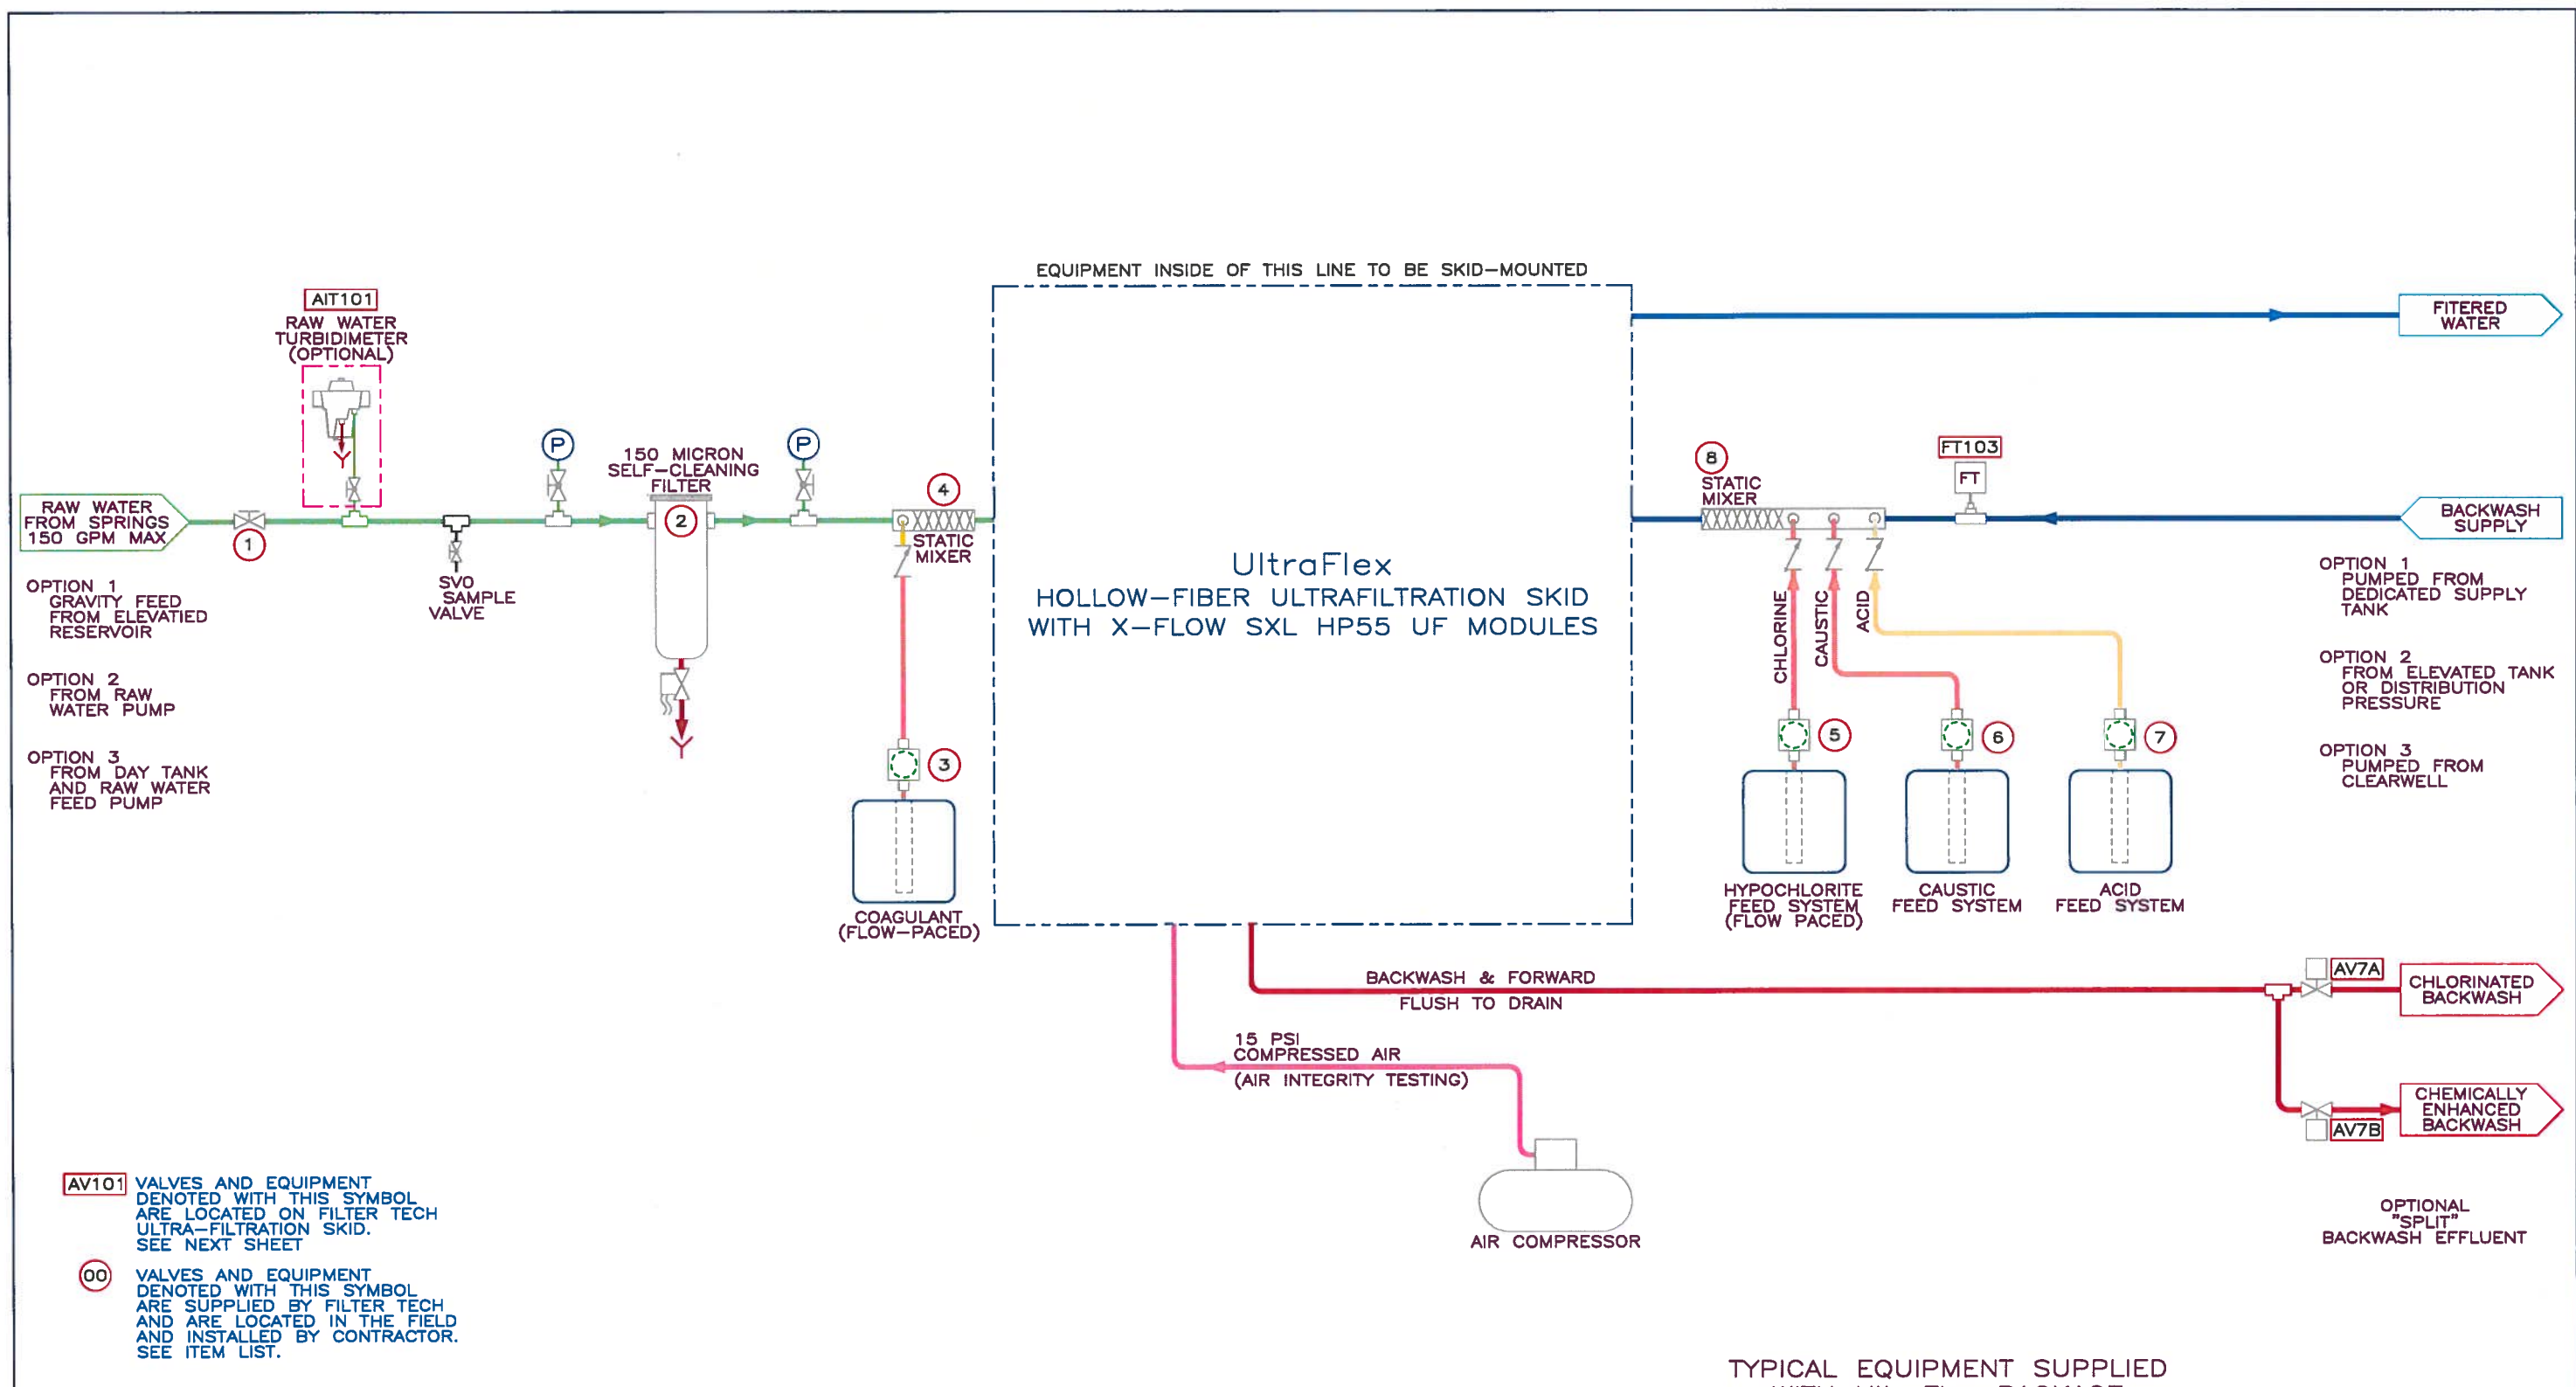 EQUIPMENT INSIDE OF THIS LINE TO BE SKID-MOUNTED
AIT101
RAW WATER
TURBIDIMETER
(OPTIONAL)
P
P
150 MICRON
SELF-CLEANING
FILTER
RAW WATER
FROM SPRINGS
150 GPM MAX
1
2
4
STATIC
MIXER
SV0
SAMPLE
VALVE
OPTION 1
GRAVITY FEED
FROM ELEVATIED
RESERVOIR
OPTION 2
FROM RAW
WATER PUMP
OPTION 3
FROM DAY TANK
AND RAW WATER
FEED PUMP
3
COAGULANT
(FLOW-PACED)
UltraFlex
HOLLOW-FIBER ULTRAFILTRATION SKID
WITH X-FLOW SXL HP55 UF MODULES
FITERED
WATER
8
STATIC
MIXER
FT103
FT
BACKWASH
SUPPLY
CHLORINE
CAUSTIC
ACID
OPTION 1
PUMPED FROM
DEDICATED SUPPLY
TANK
OPTION 2
FROM ELEVATED TANK
OR DISTRIBUTION
PRESSURE
OPTION 3
PUMPED FROM
CLEARWELL
5
6
7
HYPOCHLORITE
FEED SYSTEM
(FLOW PACED)
CAUSTIC
FEED SYSTEM
ACID
FEED SYSTEM
BACKWASH & FORWARD
FLUSH TO DRAIN
AV7A
CHLORINATED
BACKWASH
15 PSI
COMPRESSED AIR
(AIR INTEGRITY TESTING)
AV7B
CHEMICALLY
ENHANCED
BACKWASH
AIR COMPRESSOR
OPTIONAL
"SPLIT"
BACKWASH EFFLUENT
AV101
VALVES AND EQUIPMENT
DENOTED WITH THIS SYMBOL
ARE LOCATED ON FILTER TECH
ULTRA-FILTRATION SKID.
SEE NEXT SHEET
00
VALVES AND EQUIPMENT
DENOTED WITH THIS SYMBOL
ARE SUPPLIED BY FILTER TECH
AND ARE LOCATED IN THE FIELD
AND INSTALLED BY CONTRACTOR.
SEE ITEM LIST.
TYPICAL EQUIPMENT SUPPLIED